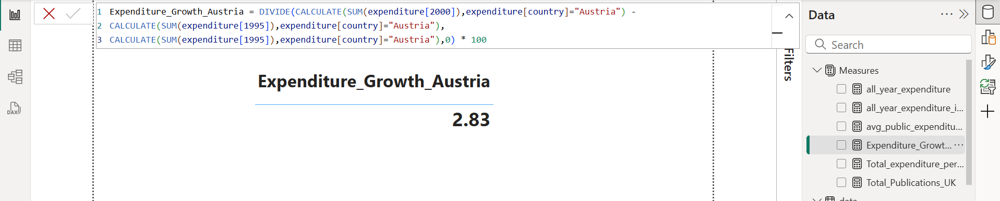 1 Expenditure_Growth_Austria = DIVIDE(CALCULATE(SUM(expenditure[2000]),expenditure[country]="Austria") -
2 CALCULATE(SUM(expenditure[1995]),expenditure[country]="Austria"),
3 CALCULATE(SUM(expenditure[1995]),expenditure[country]="Austria"),0) * 100
DAX
Expenditure_Growth_Austria
2.83
Filters
Data
Search
Measures
all_year_expenditure
all_year_expenditure_i...
avg_public_expenditu...
Expenditure_Growt...
Total_expenditure_per...
Total_Publications_UK
data